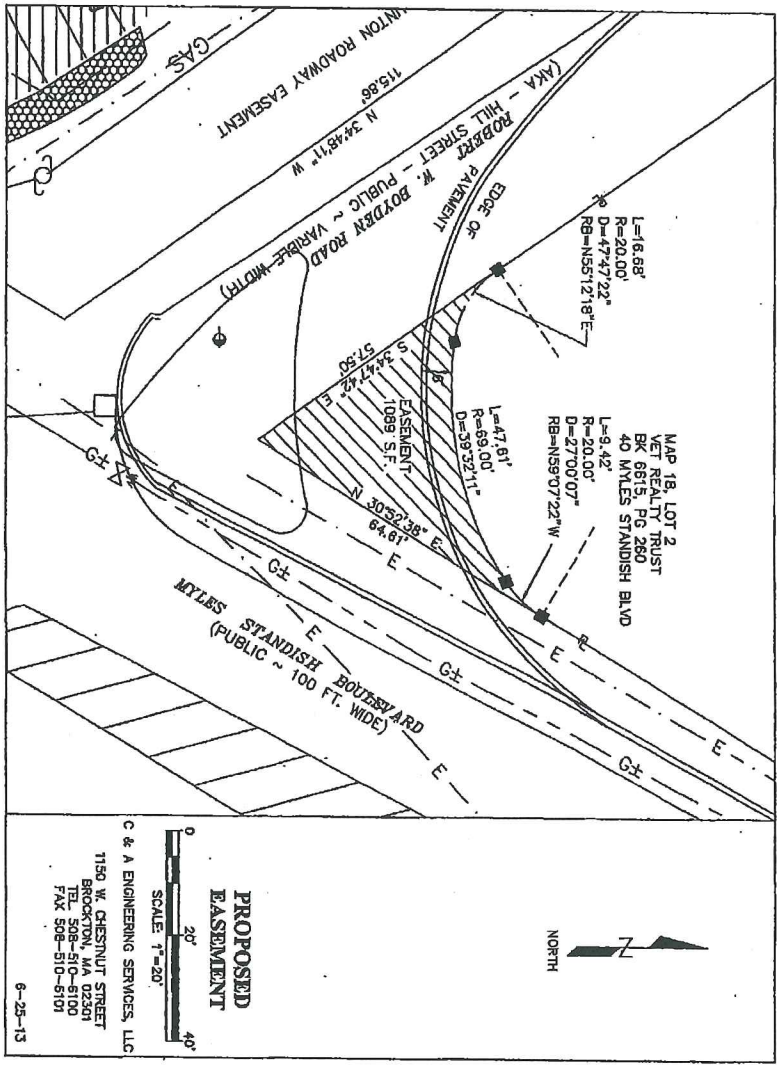 MAP 18, LOT 2
VET REALTY TRUST
BK 6615, PG 260
40 MYLES STANDISH BLVD
L=9.42'
R=20.00'
D=27°00'07"
RB=N59°07'22"W
L=16.68'
R=20.00'
D=47°47'22"
RB=N55°12'18"E
L=47.61'
R=69.00'
D=39°32'11"
EDGE OF
PAVEMENT
EASEMENT
1089 S.F.
S 34°47'42" E
57.50'
N 30°52'38" E
64.61'
ROBERT W. BOYDEN ROAD
(AKA - HILL STREET - PUBLIC ~ VARIBLE WIDTH)
N 34°48'11" W
115.86'
UNTON ROADWAY EASEMENT
GAS
MYLES STANDISH BOULEVARD
(PUBLIC ~ 100 FT. WIDE)
E
E
E
E
E
E
G±
G±
G±
G±
NORTH
N
PROPOSED
EASEMENT
0 20' 40'
SCALE: 1"=20'
C & A ENGINEERING SERVICES, LLC
1150 W. CHESTNUT STREET
BROCKTON, MA 02301
TEL 508-510-6100
FAX 508-510-6101
6-25-13